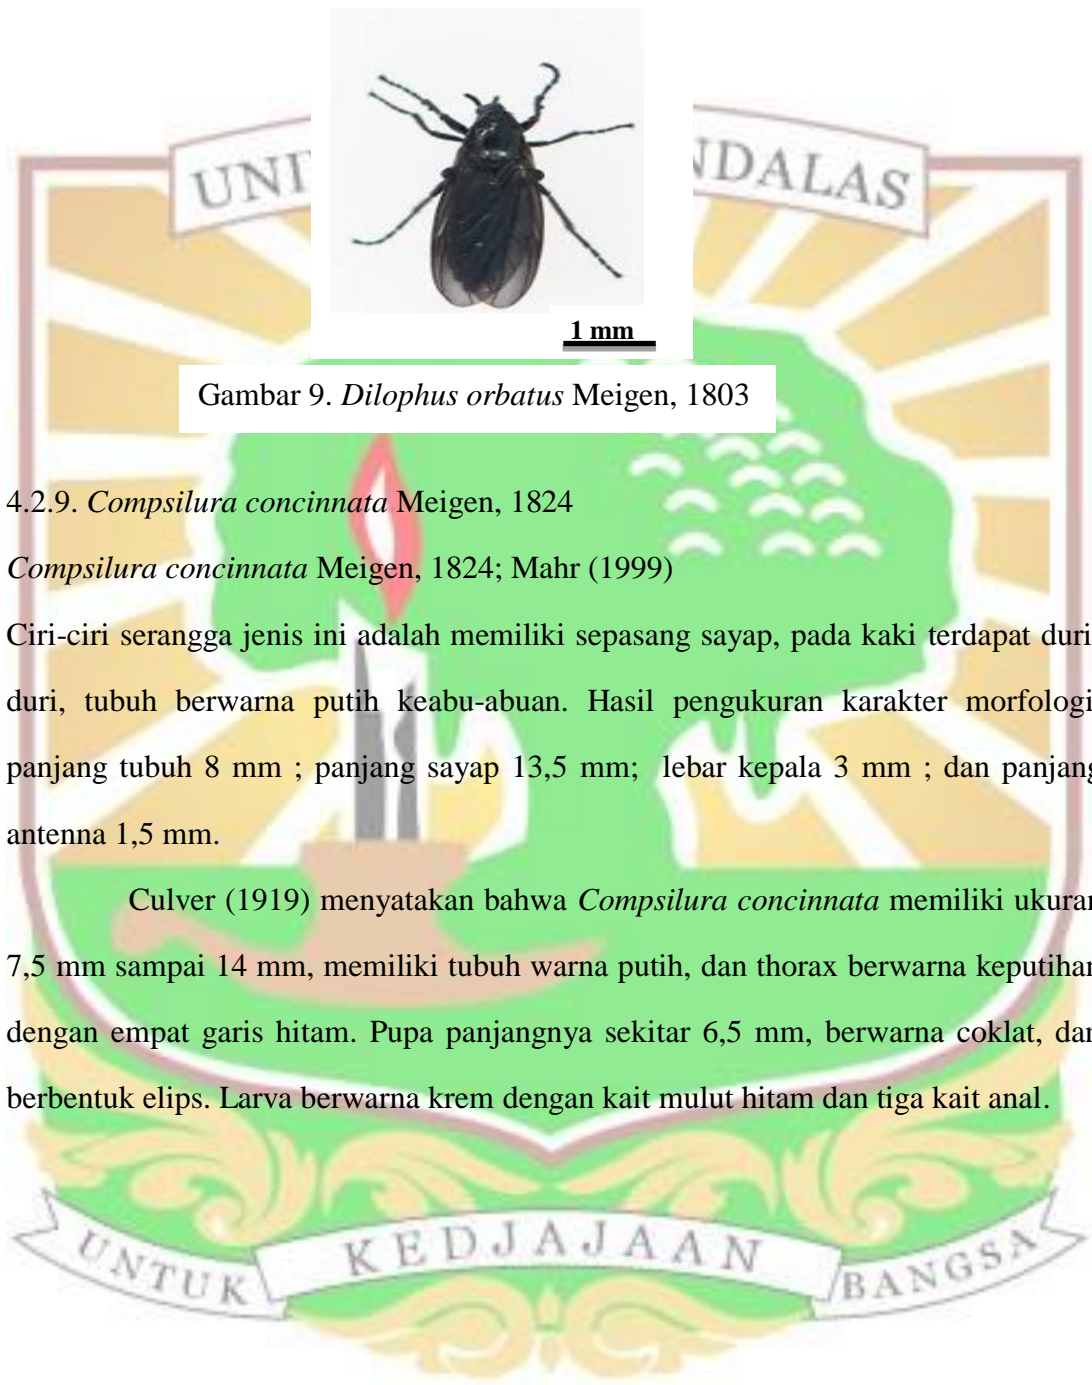 UNI NDALAS
1 mm
Gambar 9. Dilophus orbatus Meigen, 1803
4.2.9. Compsilura concinnata Meigen, 1824
Compsilura concinnata Meigen, 1824; Mahr (1999)
Ciri-ciri serangga jenis ini adalah memiliki sepasang sayap, pada kaki terdapat duri
duri, tubuh berwarna putih keabu-abuan. Hasil pengukuran karakter morfologi
panjang tubuh 8 mm ; panjang sayap 13,5 mm; lebar kepala 3 mm ; dan panjang
antenna 1,5 mm.
Culver (1919) menyatakan bahwa Compsilura concinnata memiliki ukuran
7,5 mm sampai 14 mm, memiliki tubuh warna putih, dan thorax berwarna keputihan
dengan empat garis hitam. Pupa panjangnya sekitar 6,5 mm, berwarna coklat, dan
berbentuk elips. Larva berwarna krem dengan kait mulut hitam dan tiga kait anal.
UNTUK KEDJAJAAN BANGSA